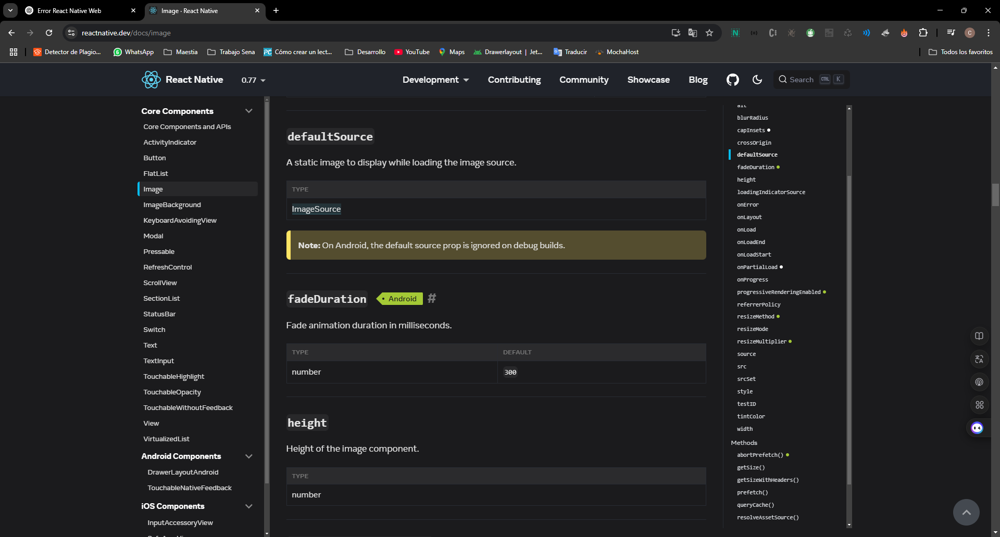 Error React Native Web
Image · React Native
reactnative.dev/docs/image
Detector de Plagio...
WhatsApp
Maestia
Trabajo Sena
Cómo crear un lect...
Desarrollo
YouTube
Maps
Drawerlayout | Jet...
Traducir
MochaHost
Todos los favoritos
React Native
0.77
Development
Contributing
Community
Showcase
Blog
Search
CTRL
K
Core Components
Core Components and APIs
ActivityIndicator
Button
FlatList
Image
ImageBackground
KeyboardAvoidingView
Modal
Pressable
RefreshControl
ScrollView
SectionList
StatusBar
Switch
Text
TextInput
TouchableHighlight
TouchableOpacity
TouchableWithoutFeedback
View
VirtualizedList
Android Components
DrawerLayoutAndroid
TouchableNativeFeedback
iOS Components
InputAccessoryView
defaultSource
A static image to display while loading the image source.
TYPE
ImageSource
Note: On Android, the default source prop is ignored on debug builds.
fadeDuration
Android
#
Fade animation duration in milliseconds.
TYPE DEFAULT
number 300
height
Height of the image component.
TYPE
number
alt
blurRadius
capInsets
crossOrigin
defaultSource
fadeDuration
height
loadingIndicatorSource
onError
onLayout
onLoad
onLoadEnd
onLoadStart
onPartialLoad
onProgress
progressiveRenderingEnabled
referrerPolicy
resizeMethod
resizeMode
resizeMultiplier
source
src
srcSet
style
testID
tintColor
width
Methods
abortPrefetch()
getSize()
getSizeWithHeaders()
prefetch()
queryCache()
resolveAssetSource()